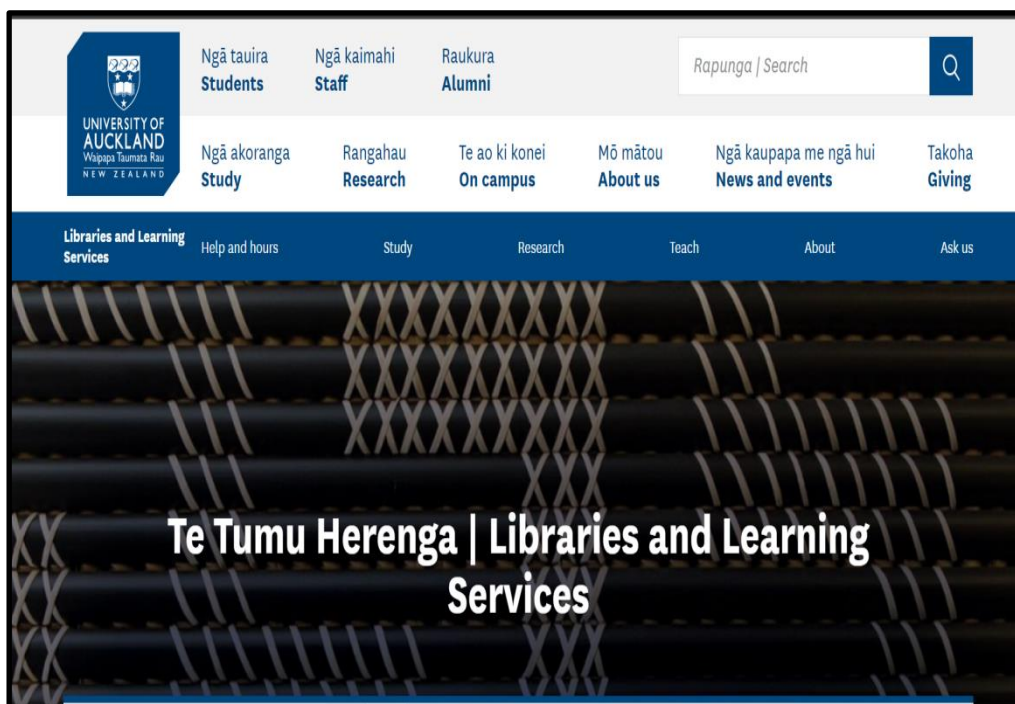 UNIVERSITY OF
AUCKLAND
Waipapa Taumata Rau
NEW ZEALAND
Ngā tauira
Students
Ngā kaimahi
Staff
Raukura
Alumni
Rapunga | Search
Ngā akoranga
Study
Rangahau
Research
Te ao ki konei
On campus
Mō mātou
About us
Ngā kaupapa me ngā hui
News and events
Takoha
Giving
Libraries and Learning
Services
Help and hours
Study
Research
Teach
About
Ask us
Te Tumu Herenga | Libraries and Learning
Services